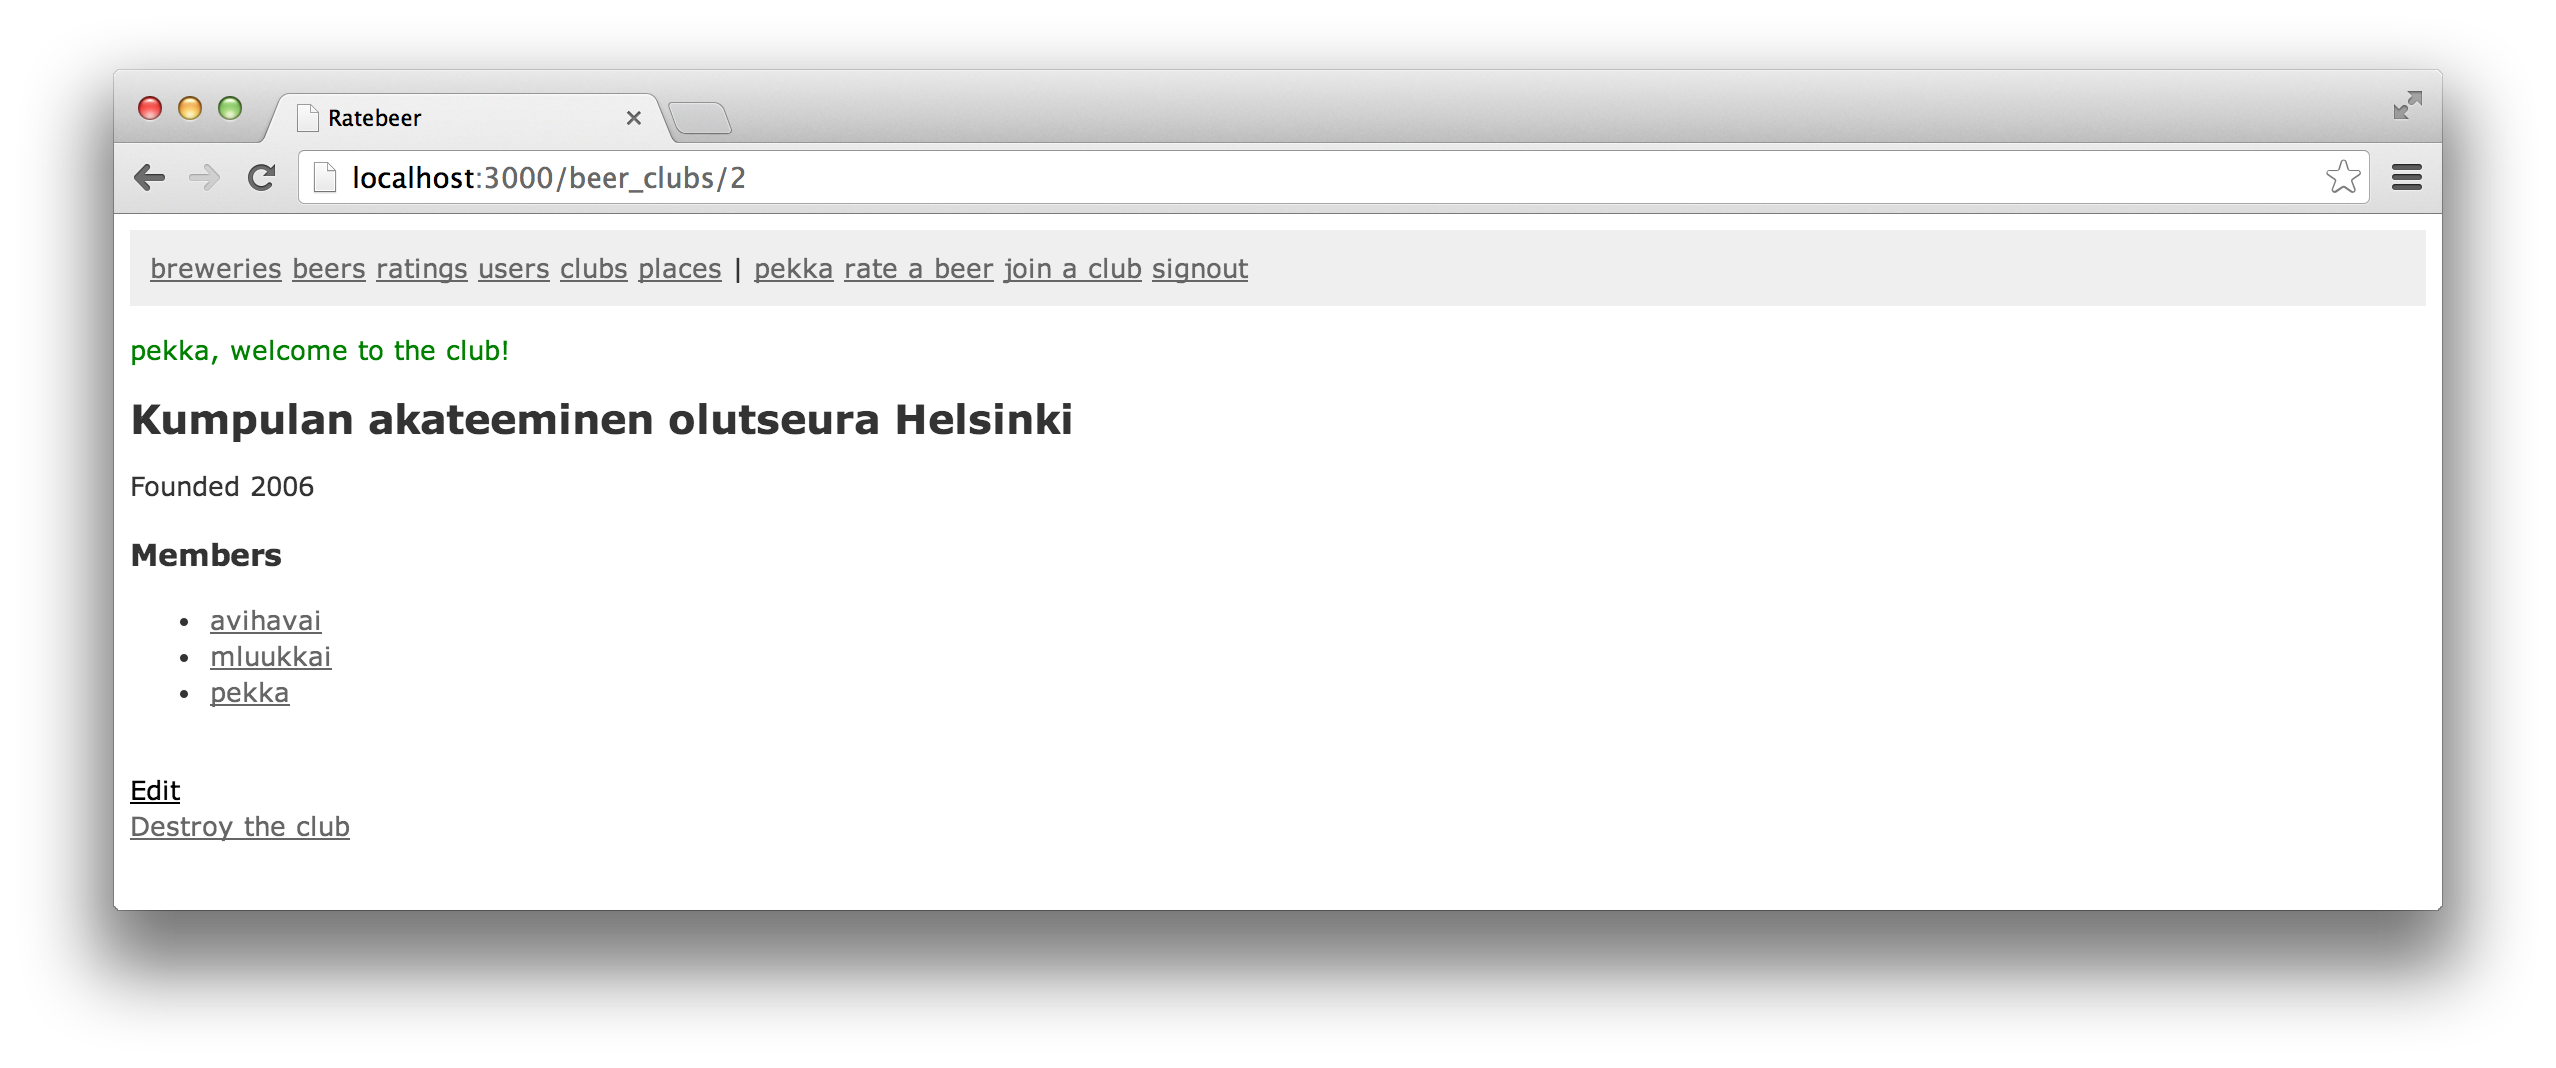 Ratebeer
localhost:3000/beer_clubs/2
breweries beers ratings users clubs places | pekka rate a beer join a club signout
pekka, welcome to the club!
Kumpulan akateeminen olutseura Helsinki
Founded 2006
Members
• avihavai
• mluukkai
• pekka
Edit
Destroy the club